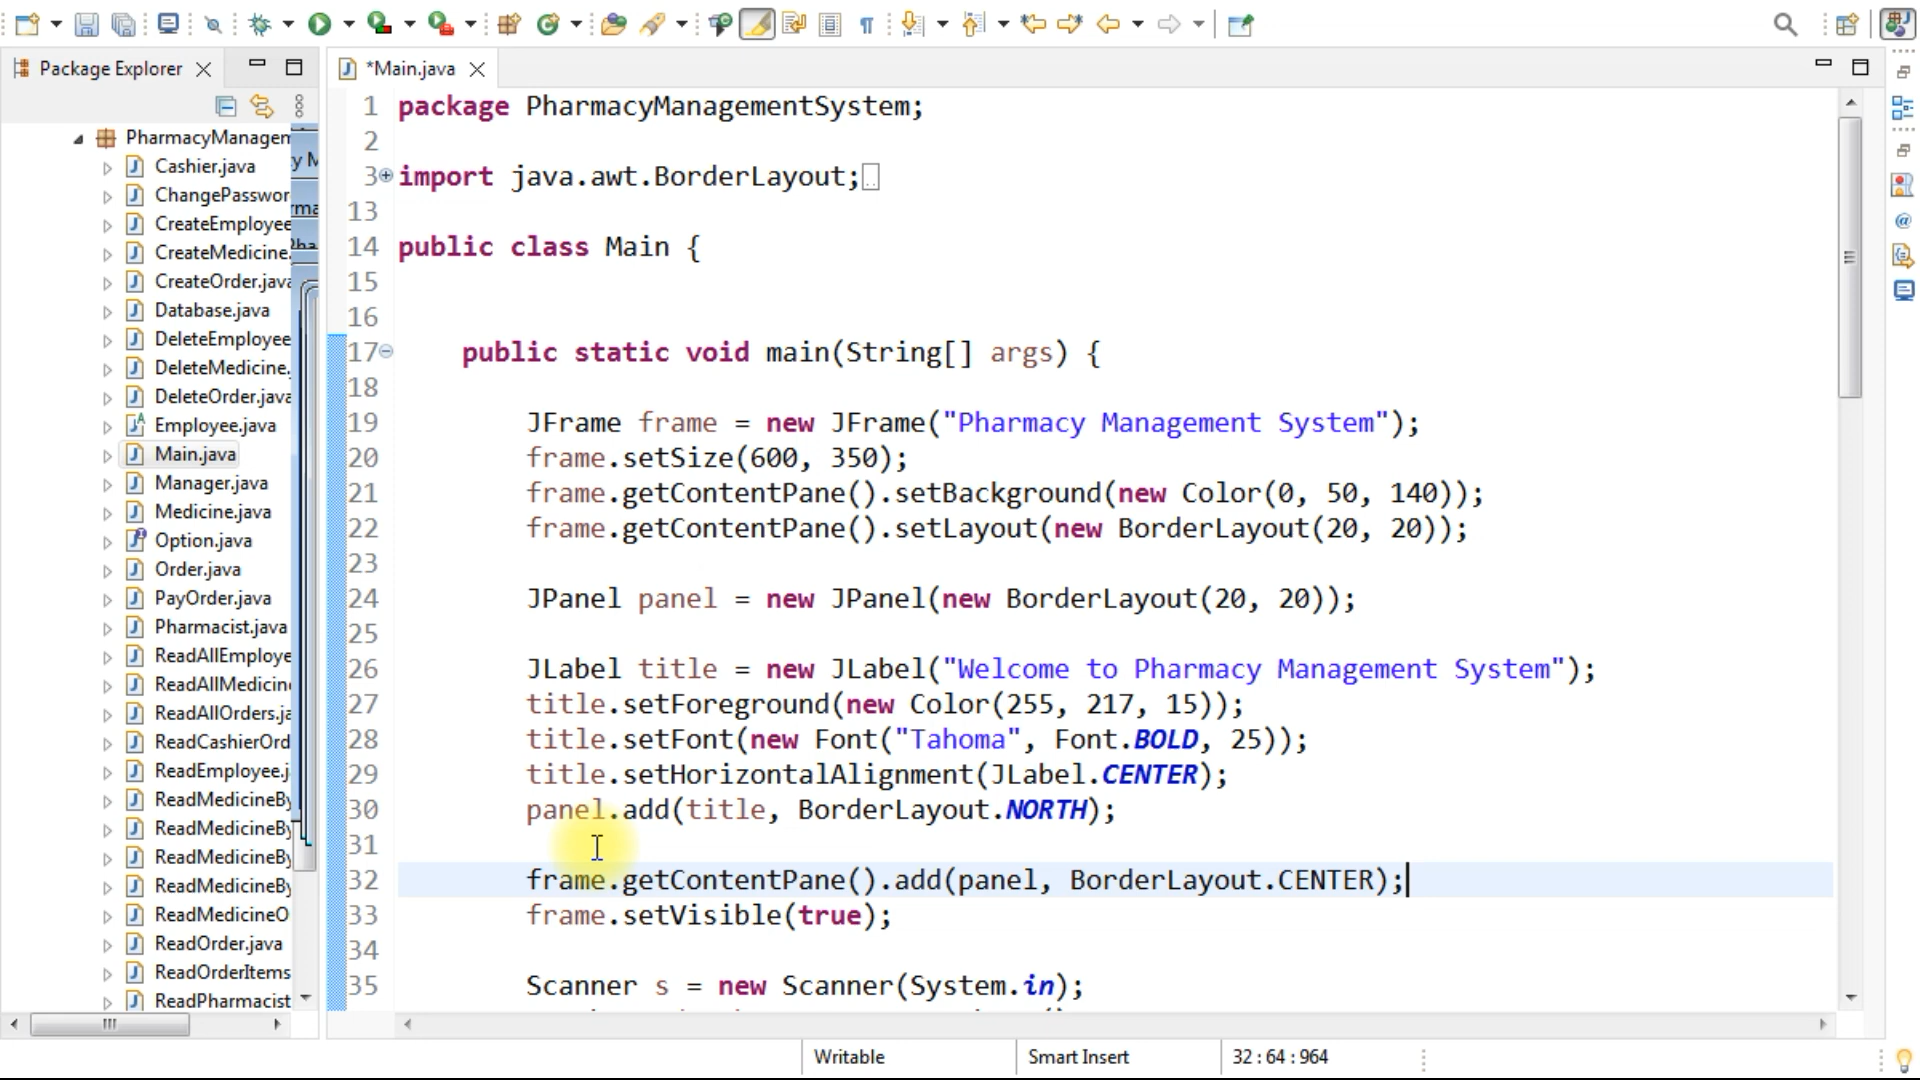 Package Explorer
*Main.java
PharmacyManagen
Cashier.java
ChangePasswor
CreateEmployee
CreateMedicine.
CreateOrder.java
Database.java
DeleteEmployee
DeleteMedicine.
DeleteOrder.java
Employee.java
Main.java
Manager.java
Medicine.java
Option.java
Order.java
PayOrder.java
Pharmacist.java
ReadAllEmploye
ReadAllMedicin
ReadAllOrders.ja
ReadCashierOrd
ReadEmployee.j
ReadMedicineBy
ReadMedicineBy
ReadMedicineBy
ReadMedicineBy
ReadMedicineO
ReadOrder.java
ReadOrderItems
ReadPharmacist
1 package PharmacyManagementSystem;
2
3 import java.awt.BorderLayout;
13
14 public class Main {
15
16
17 public static void main(String[] args) {
18
19 JFrame frame = new JFrame("Pharmacy Management System");
20 frame.setSize(600, 350);
21 frame.getContentPane().setBackground(new Color(0, 50, 140));
22 frame.getContentPane().setLayout(new BorderLayout(20, 20));
23
24 JPanel panel = new JPanel(new BorderLayout(20, 20));
25
26 JLabel title = new JLabel("Welcome to Pharmacy Management System");
27 title.setForeground(new Color(255, 217, 15));
28 title.setFont(new Font("Tahoma", Font.BOLD, 25));
29 title.setHorizontalAlignment(JLabel.CENTER);
30 panel.add(title, BorderLayout.NORTH);
31
32 frame.getContentPane().add(panel, BorderLayout.CENTER);
33 frame.setVisible(true);
34
35 Scanner s = new Scanner(System.in);
Writable
Smart Insert
32 : 64 : 964